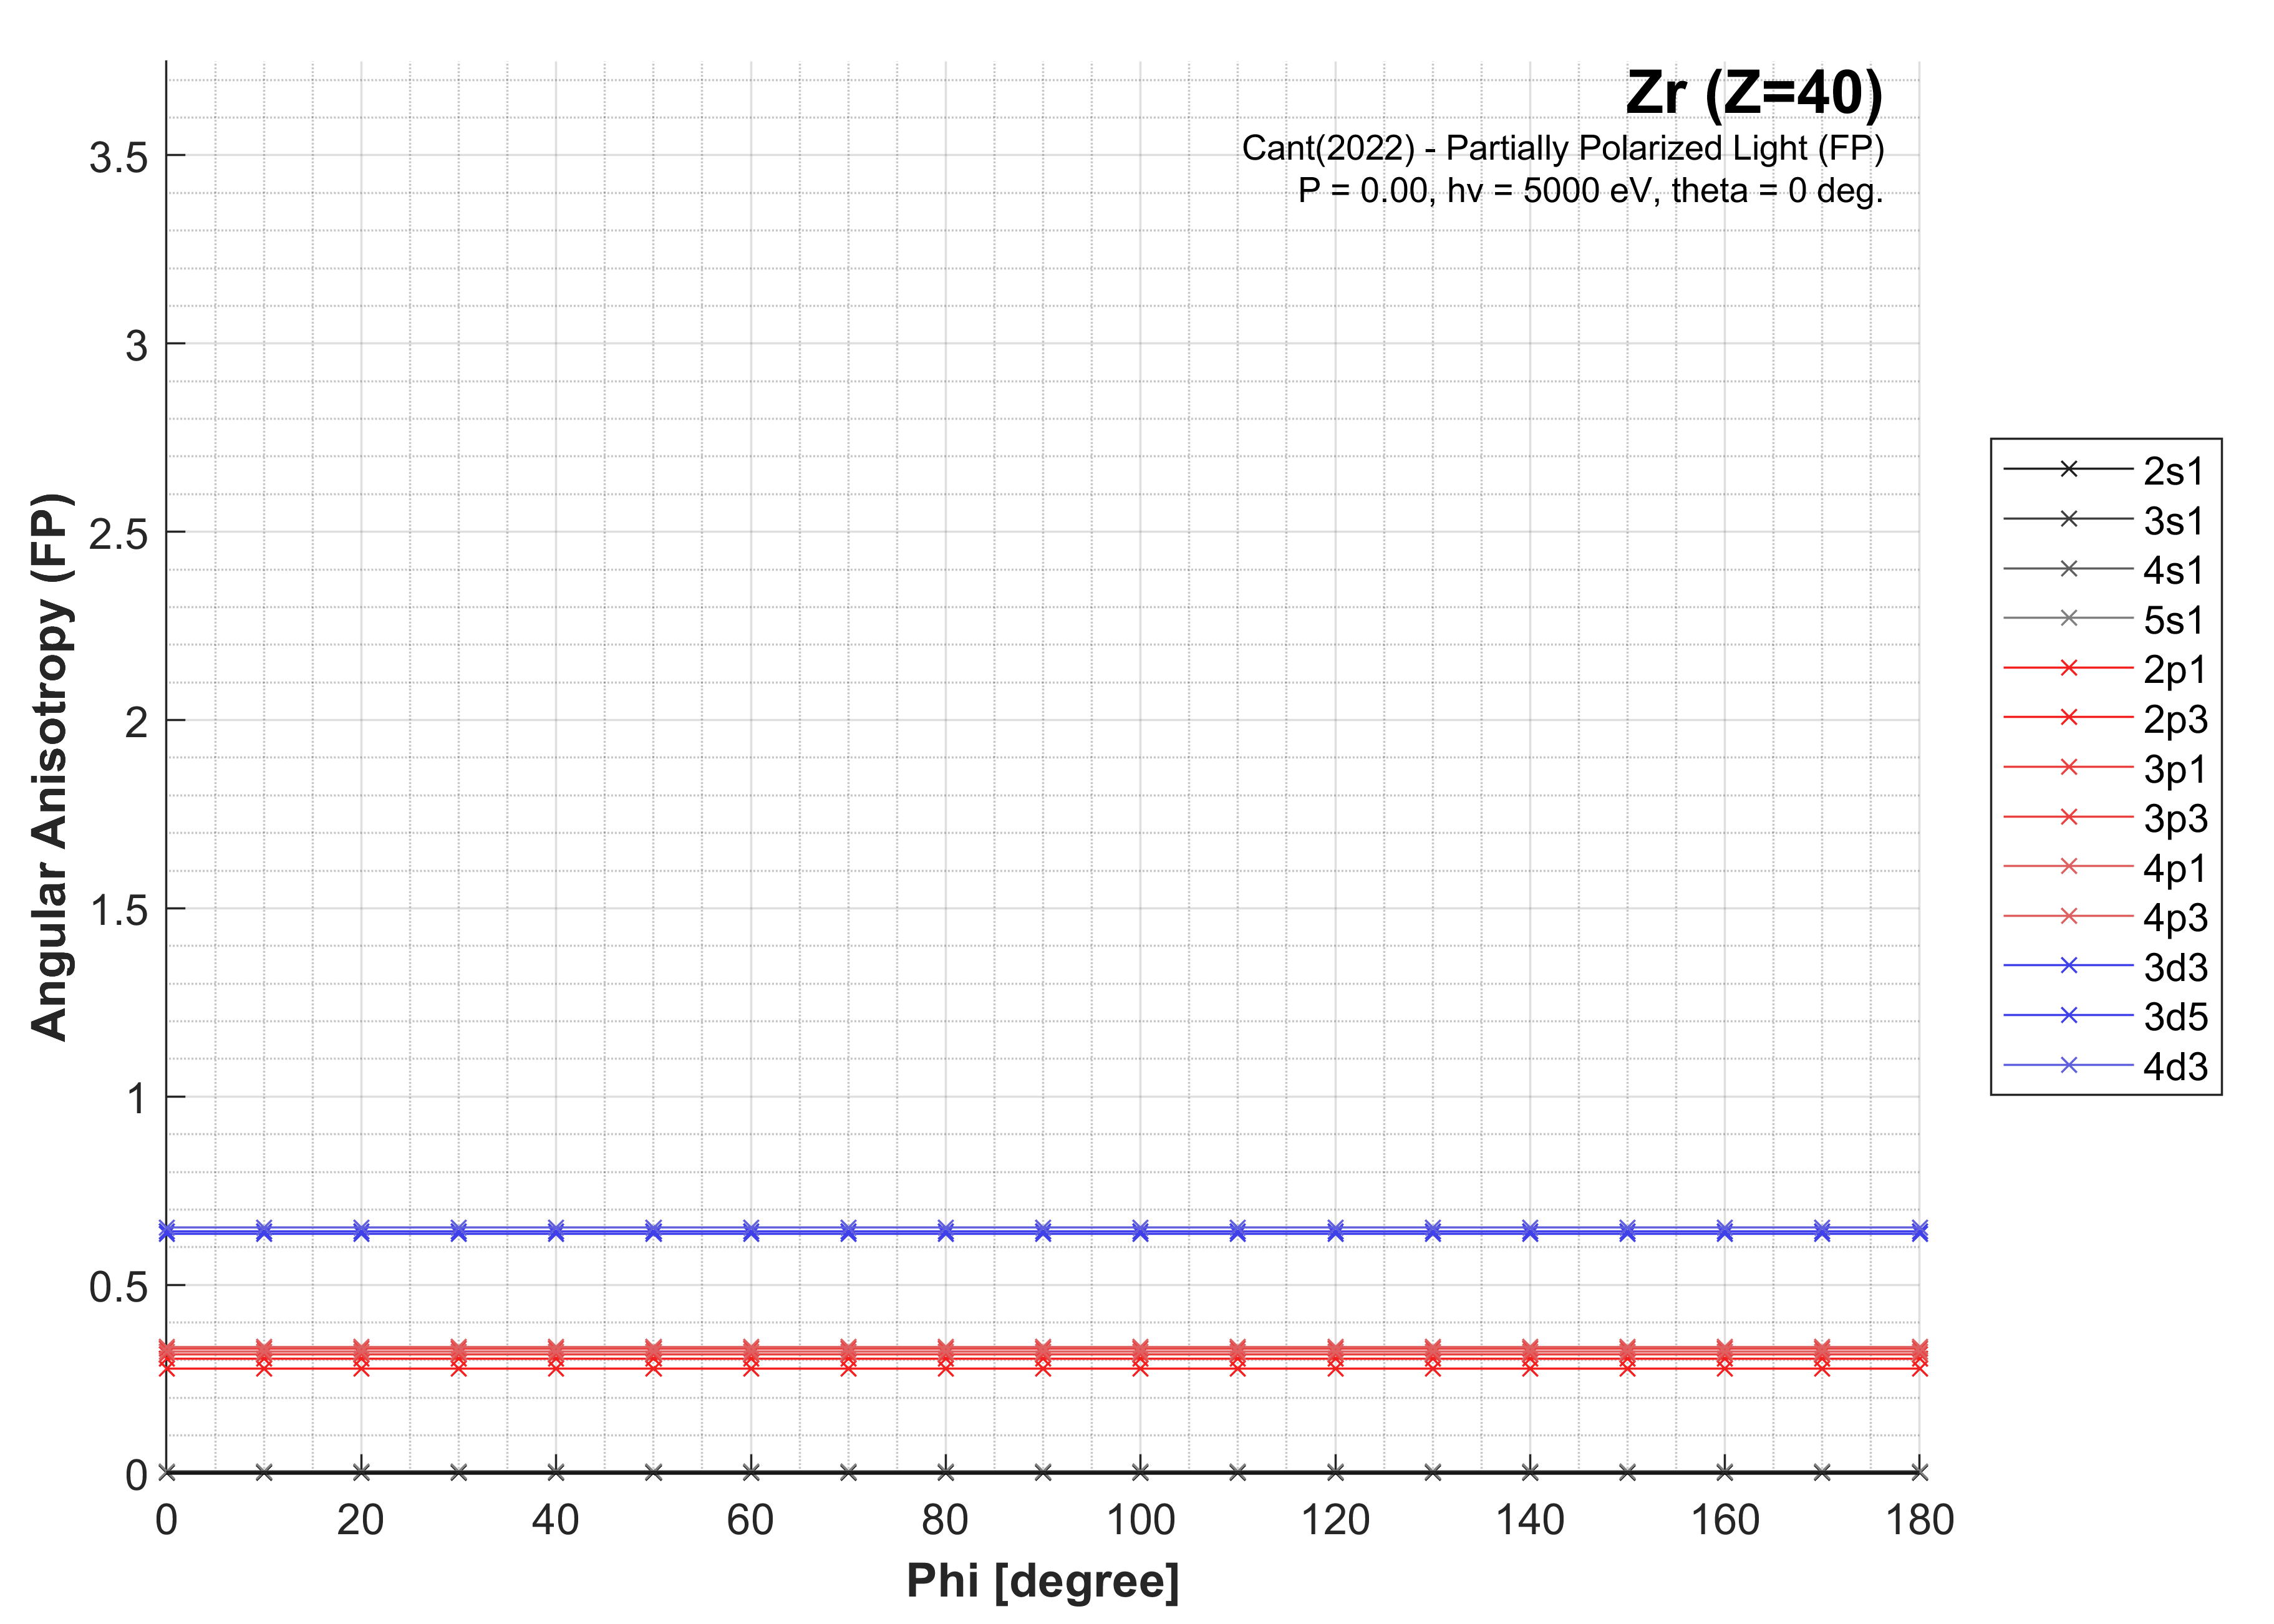 Zr (Z=40)
Cant(2022) - Partially Polarized Light (FP)
P = 0.00, hv = 5000 eV, theta = 0 deg.
Angular Anisotropy (FP)
3.5
3
2.5
2
1.5
1
0.5
0
0 20 40 60 80 100 120 140 160 180
Phi [degree]
2s1
3s1
4s1
5s1
2p1
2p3
3p1
3p3
4p1
4p3
3d3
3d5
4d3